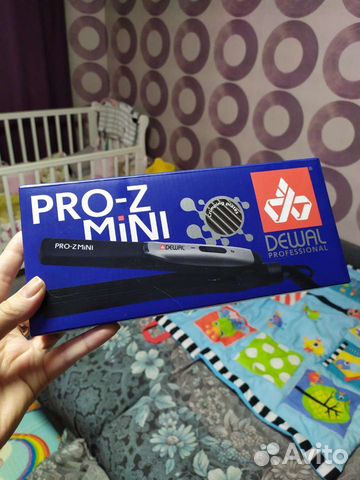 PRO-Z
MiNi
DEWAL
PROFESSIONAL
PRO-Z MiNi
DEWAL
Avito